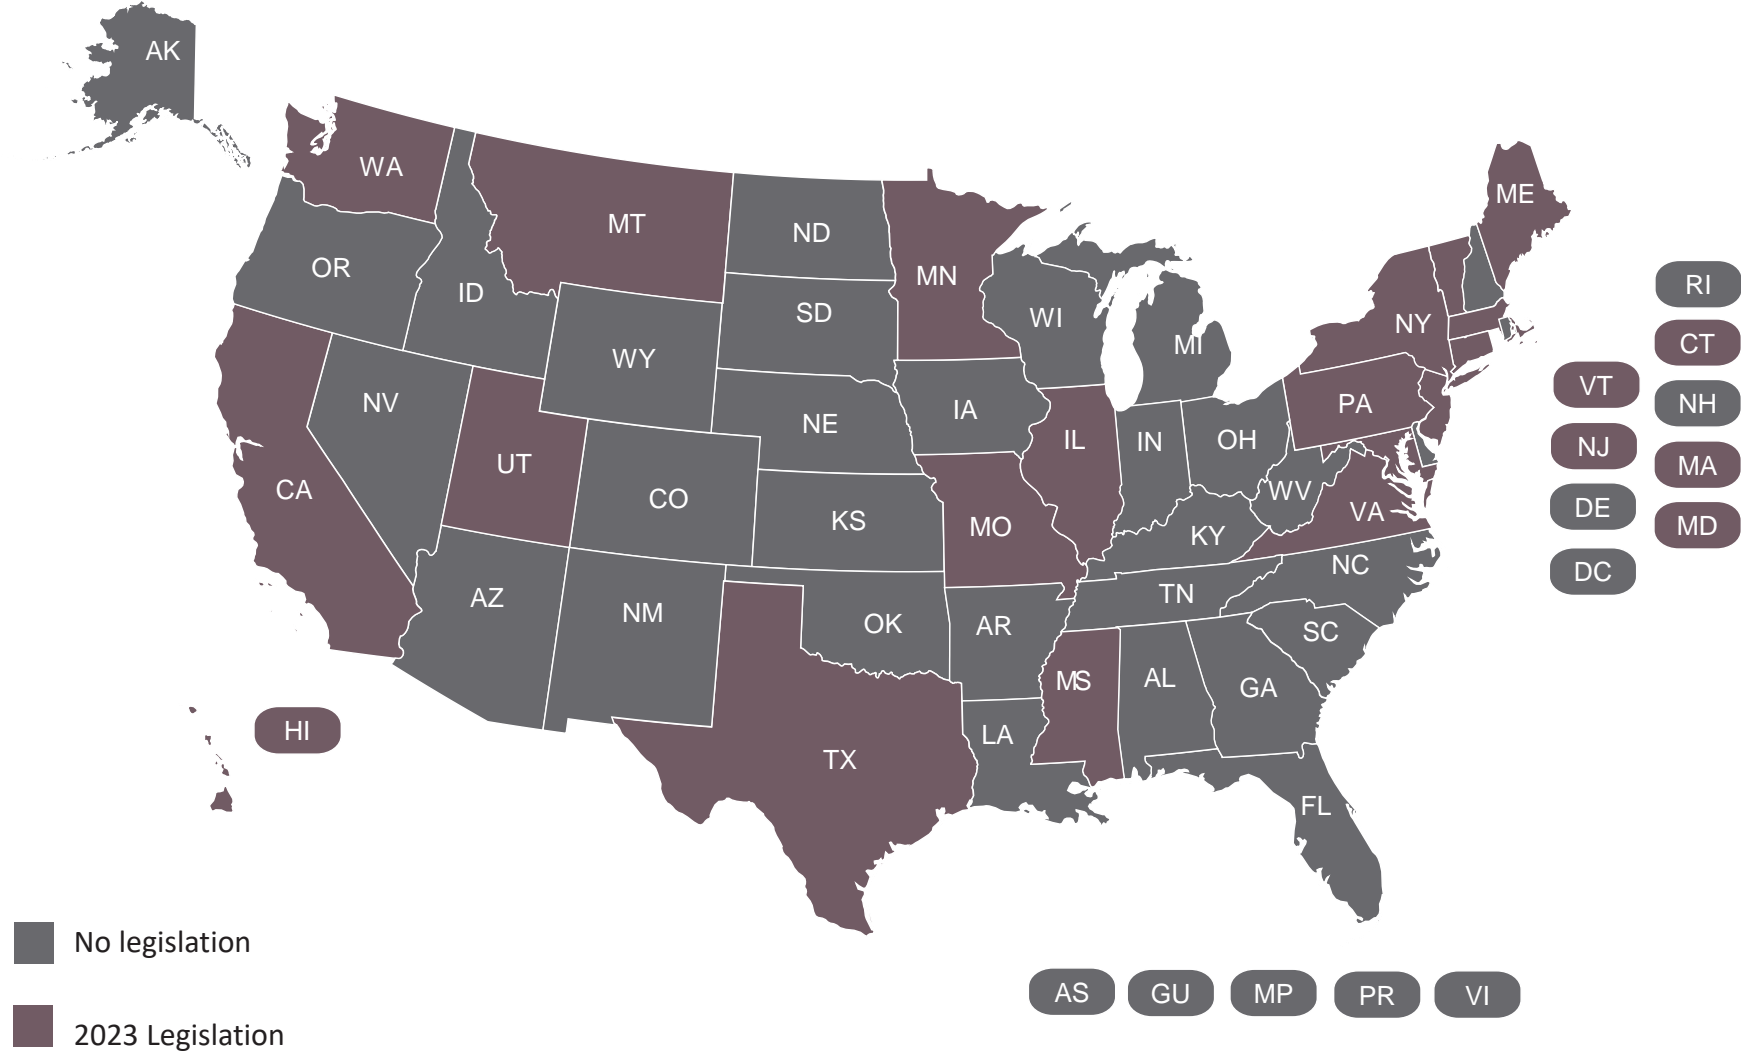 AK
WA
MT
ME
ND
OR
MN
RI
ID
SD
WI
NY
CT
MI
WY
VT
NV
NE
IA
PA
NH
IL
IN
OH
NJ
UT
MA
CA
CO
WV
DE
KS
MO
VA
MD
KY
NC
DC
AZ
TN
NM
OK
AR
SC
MS
AL
GA
HI
LA
TX
FL
No legislation
AS
GU
MP
PR
VI
2023 Legislation